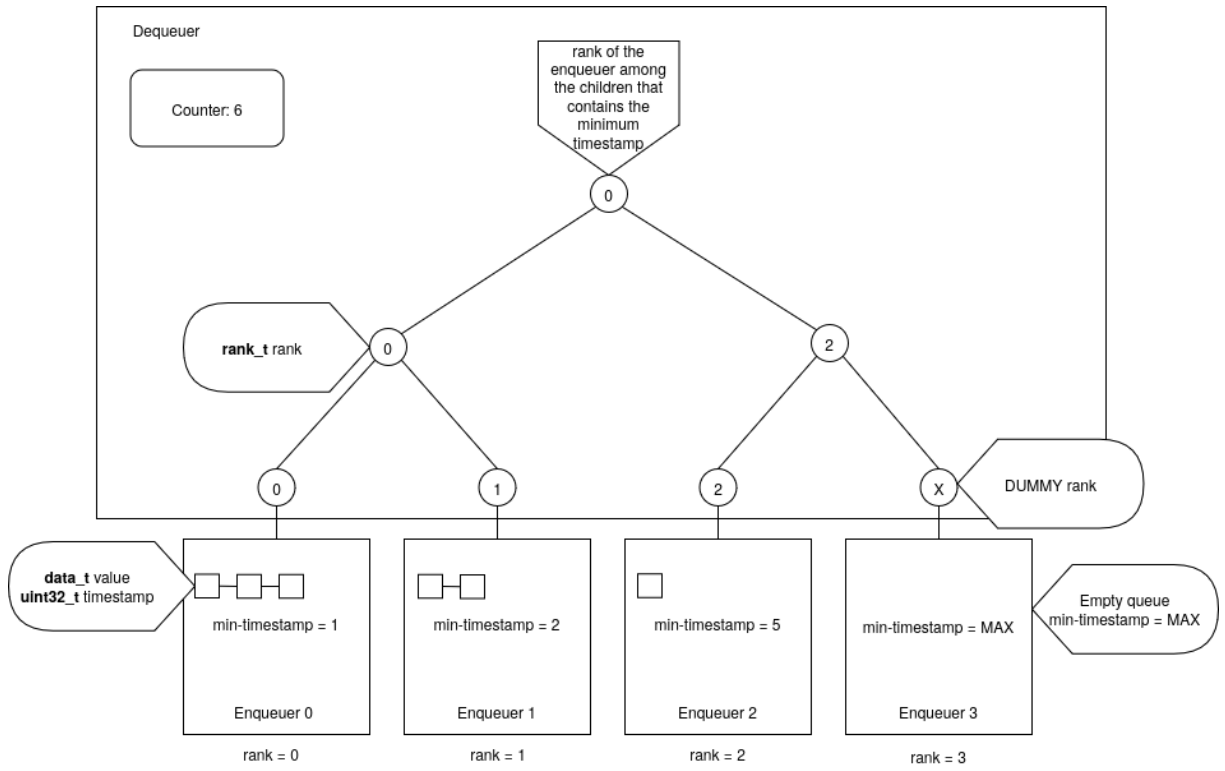 Dequeuer
Counter: 6
rank of the
enqueuer among
the children that
contains the
minimum
timestamp
0
rank_t rank
0
2
0
1
2
X
DUMMY rank
data_t value
uint32_t timestamp
min-timestamp = 1
Enqueuer 0
rank = 0
min-timestamp = 2
Enqueuer 1
rank = 1
min-timestamp = 5
Enqueuer 2
rank = 2
min-timestamp = MAX
Enqueuer 3
rank = 3
Empty queue
min-timestamp = MAX